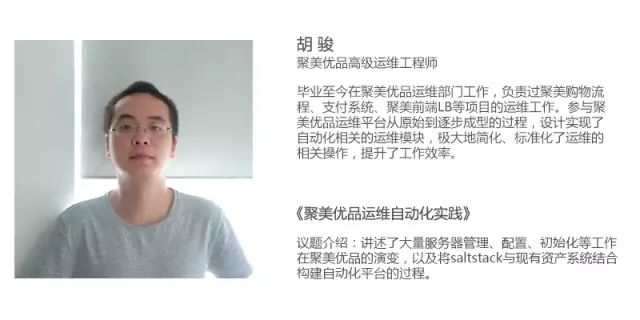 胡 骏
聚美优品高级运维工程师
毕业至今在聚美优品运维部门工作，负责过聚美购物流
程、支付系统、聚美前端LB等项目的运维工作。参与聚
美优品运维平台从原始到逐步成型的过程，设计实现了
自动化相关的运维模块，极大地简化、标准化了运维的
相关操作，提升了工作效率。
《聚美优品运维自动化实践》
议题介绍：讲述了大量服务器管理、配置、初始化等工作
在聚美优品的演变，以及将saltstack与现有资产系统结合
构建自动化平台的过程。